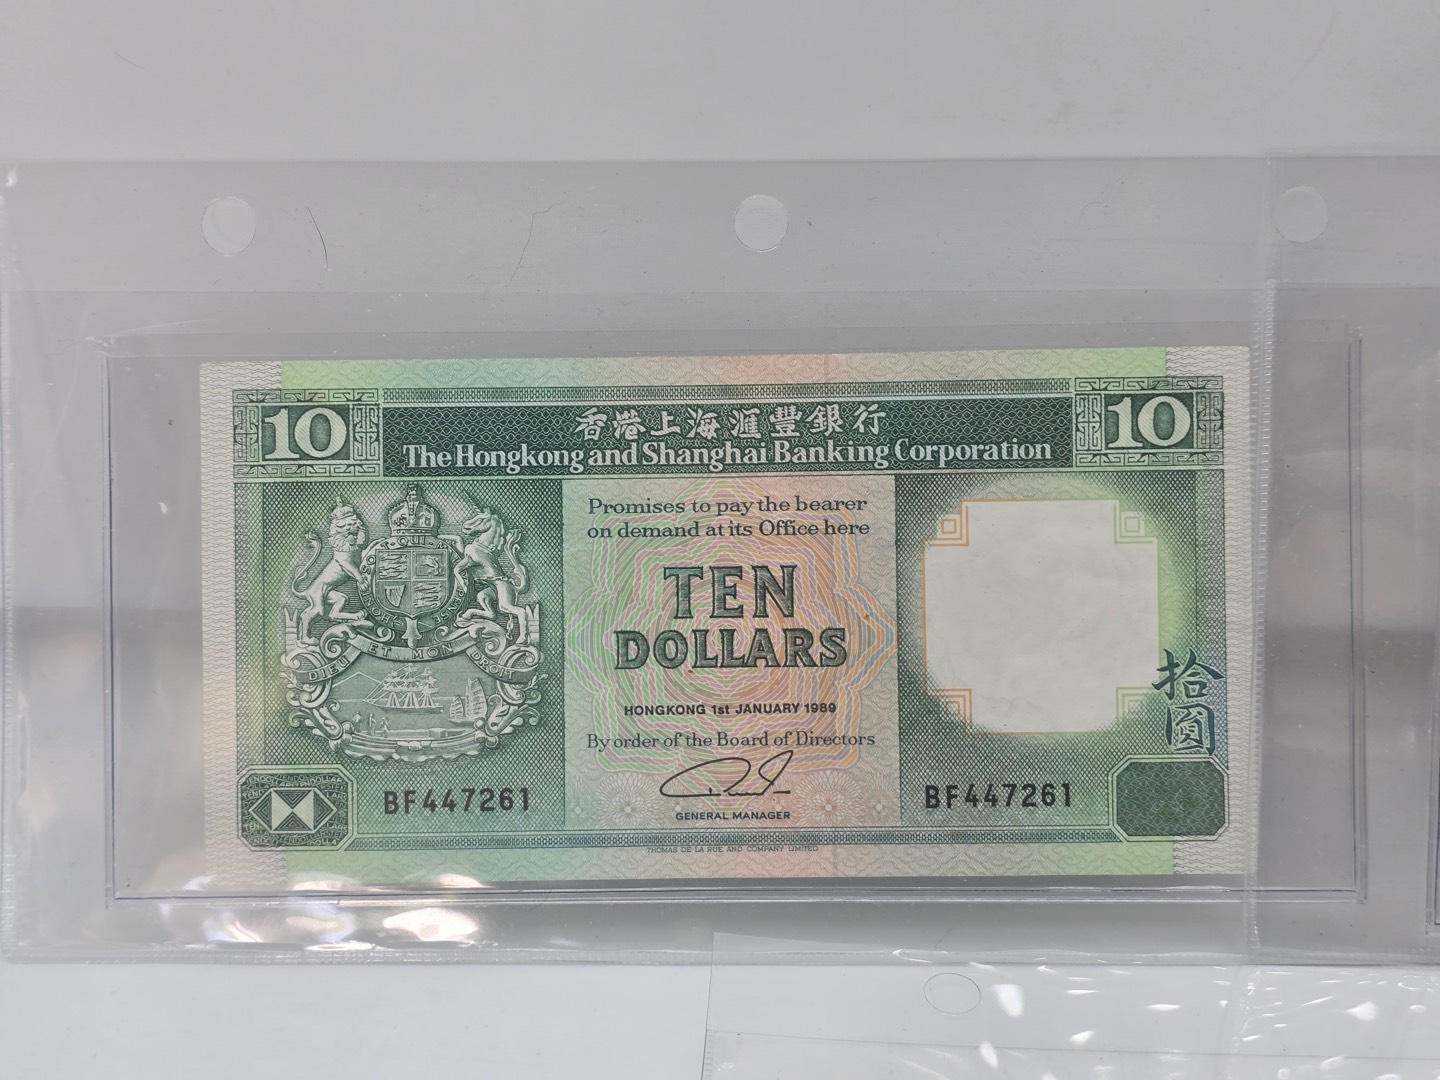 10
香港上海滙豐銀行
10
The Hongkong and Shanghai Banking Corporation
Promises to pay the bearer
on demand at its Office here
TEN
DOLLARS
DIEU ET MON DROIT
HONGKONG 1st JANUARY 1989
拾圓
By order of the Board of Directors
BF447261
BF447261
GENERAL MANAGER
THOMAS DE LA RUE AND COMPANY LIMITED